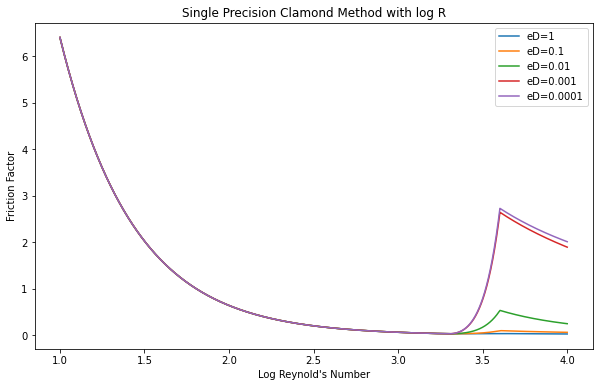 Single Precision Clamond Method with log R
eD=1
eD=0.1
eD=0.01
eD=0.001
eD=0.0001
Friction Factor
6
5
4
3
2
1
0
1.0 1.5 2.0 2.5 3.0 3.5 4.0
Log Reynold's Number